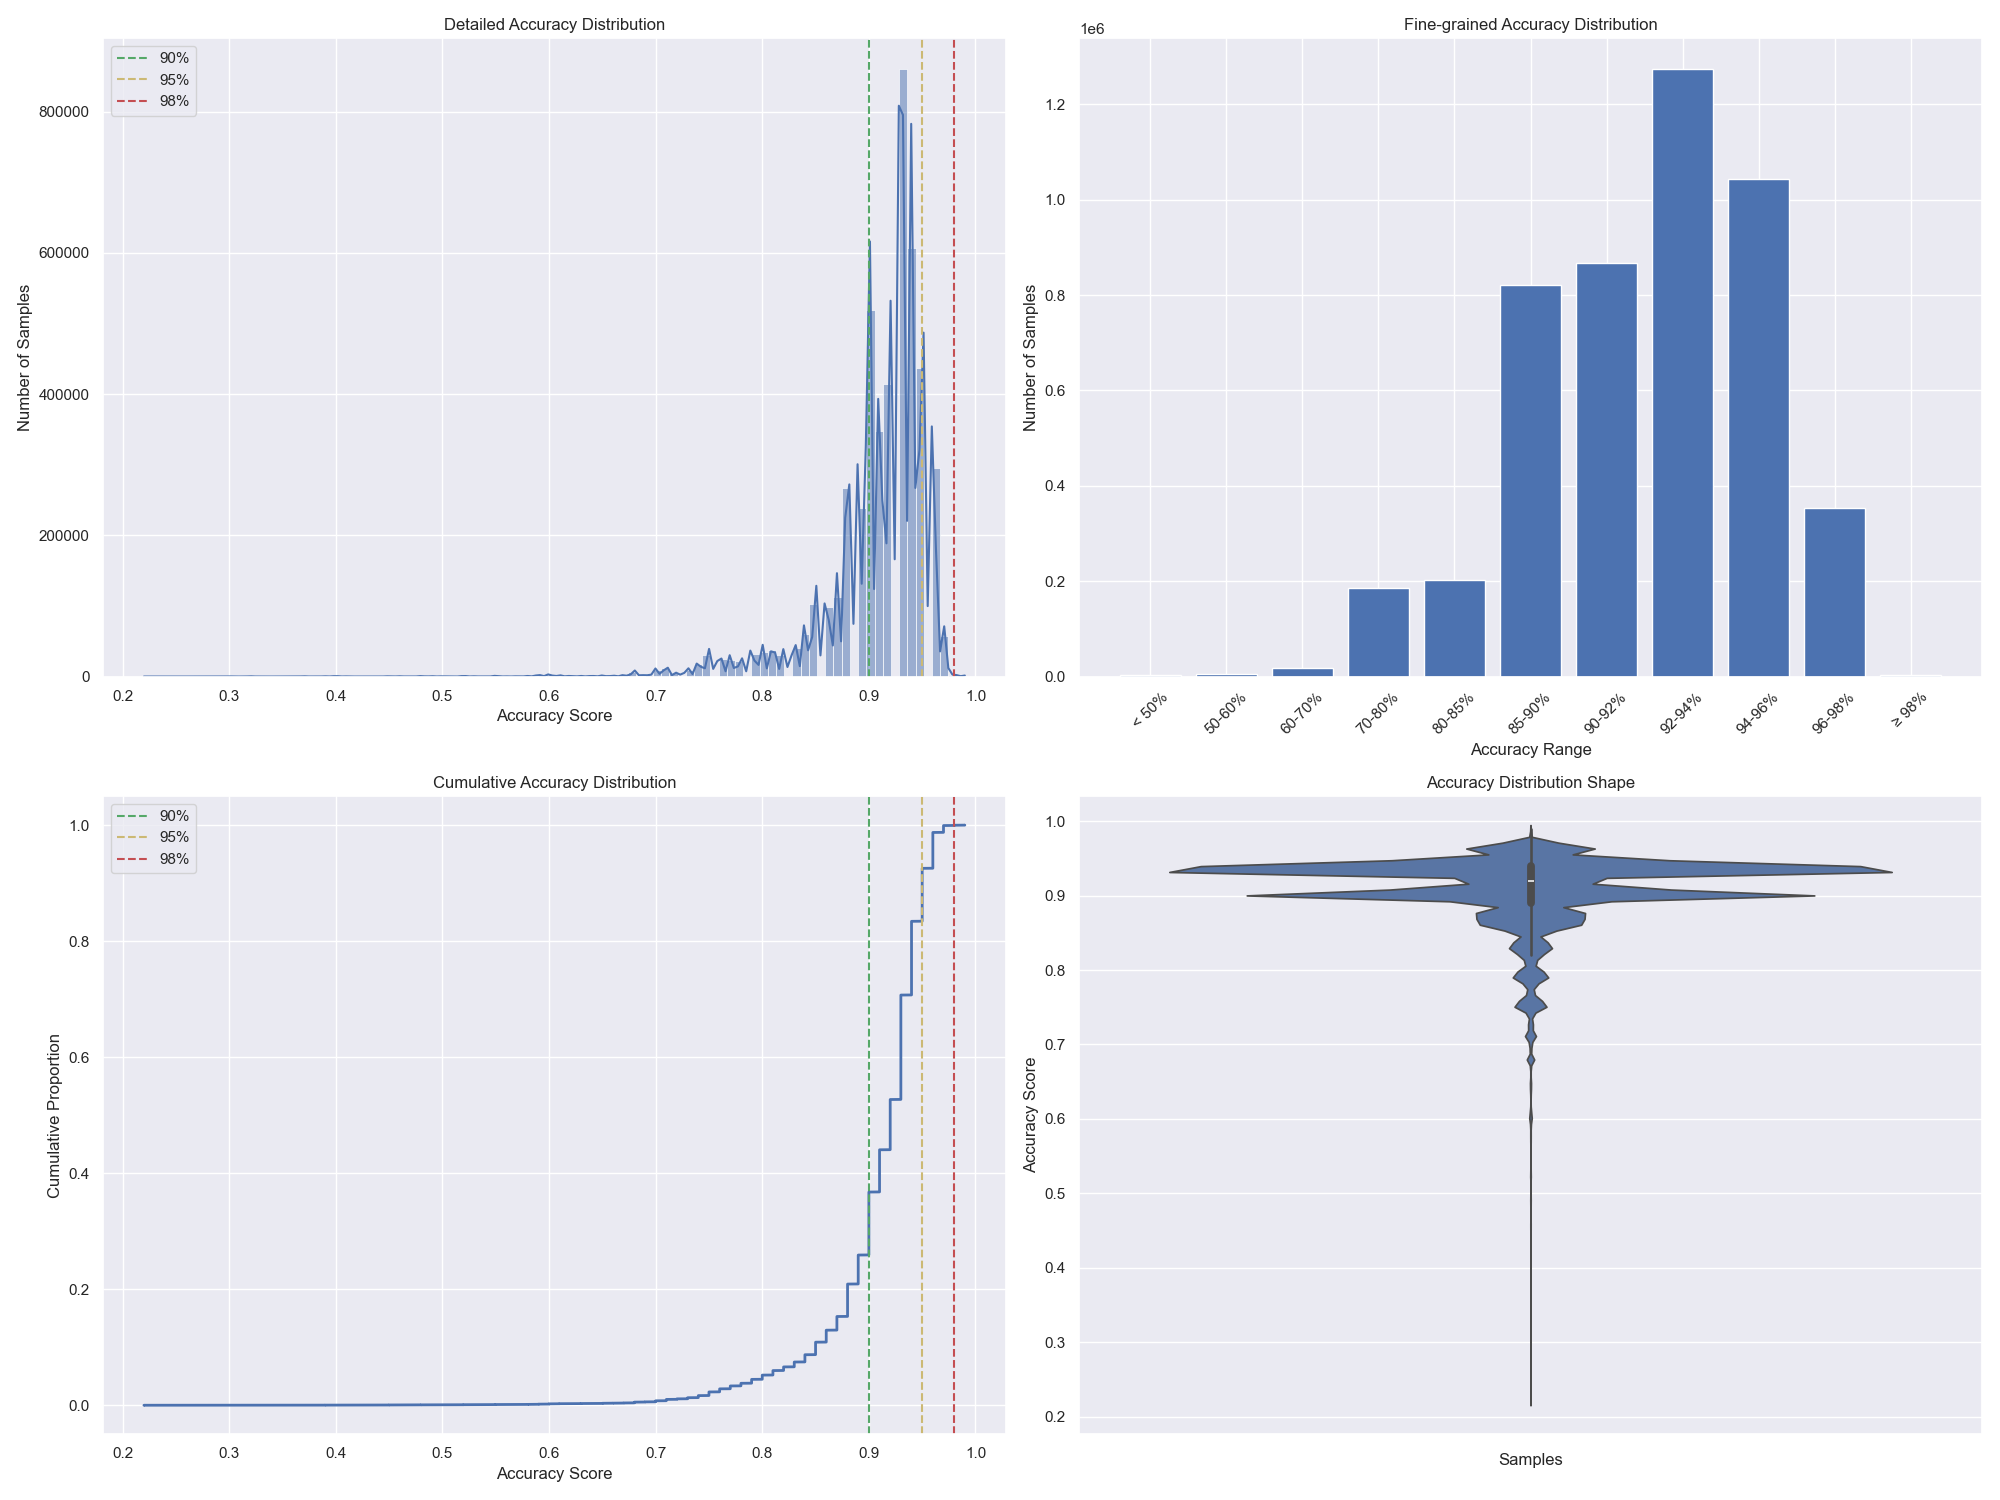 Detailed Accuracy Distribution
90%
95%
98%
800000
600000
400000
200000
0
0.2 0.3 0.4 0.5 0.6 0.7 0.8 0.9 1.0
Number of Samples
Accuracy Score
Fine-grained Accuracy Distribution
1e6
1.2
1.0
0.8
0.6
0.4
0.2
0.0
< 50% 50-60% 60-70% 70-80% 80-85% 85-90% 90-92% 92-94% 94-96% 96-98% ≥ 98%
Number of Samples
Accuracy Range
Cumulative Accuracy Distribution
90%
95%
98%
1.0
0.8
0.6
0.4
0.2
0.0
0.2 0.3 0.4 0.5 0.6 0.7 0.8 0.9 1.0
Cumulative Proportion
Accuracy Score
Accuracy Distribution Shape
1.0
0.9
0.8
0.7
0.6
0.5
0.4
0.3
0.2
Accuracy Score
Samples